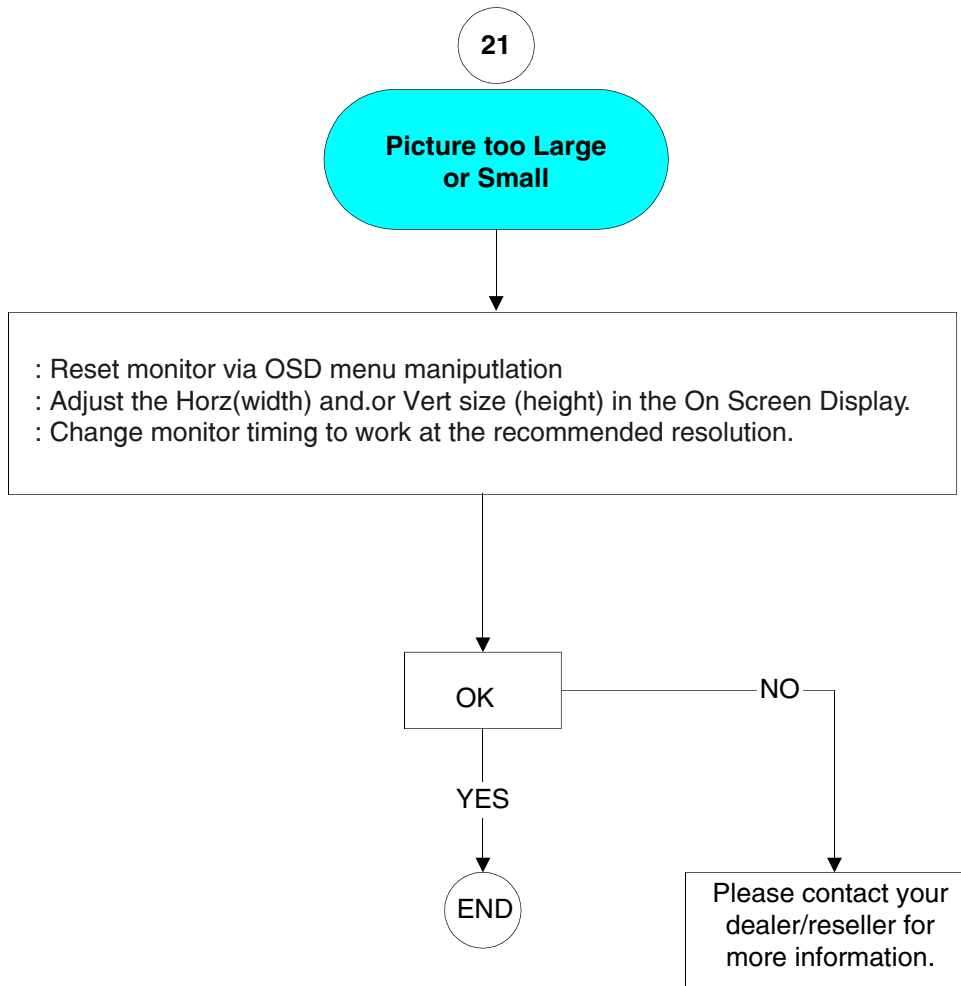 21
Picture too Large
or Small
: Reset monitor via OSD menu maniputlation
: Adjust the Horz(width) and.or Vert size (height) in the On Screen Display.
: Change monitor timing to work at the recommended resolution.
OK
NO
YES
END
Please contact your
dealer/reseller for
more information.